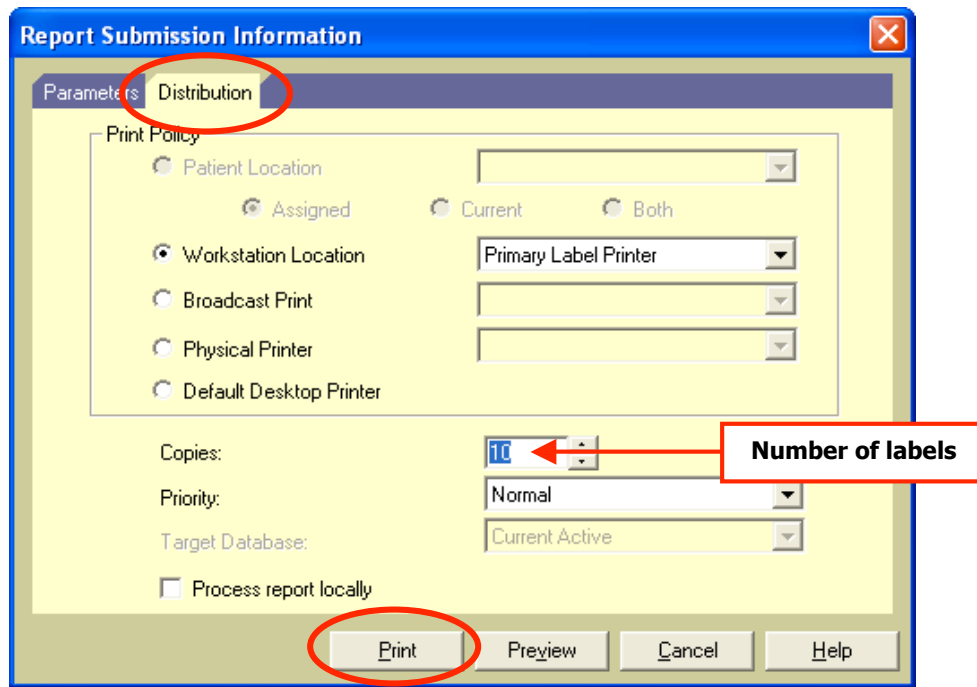 Report Submission Information
Parameters Distribution
Print Policy
Patient Location
Assigned Current Both
Workstation Location Primary Label Printer
Broadcast Print
Physical Printer
Default Desktop Printer
Copies: 10 Number of labels
Priority: Normal
Target Database: Current Active
Process report locally
Print Preview Cancel Help